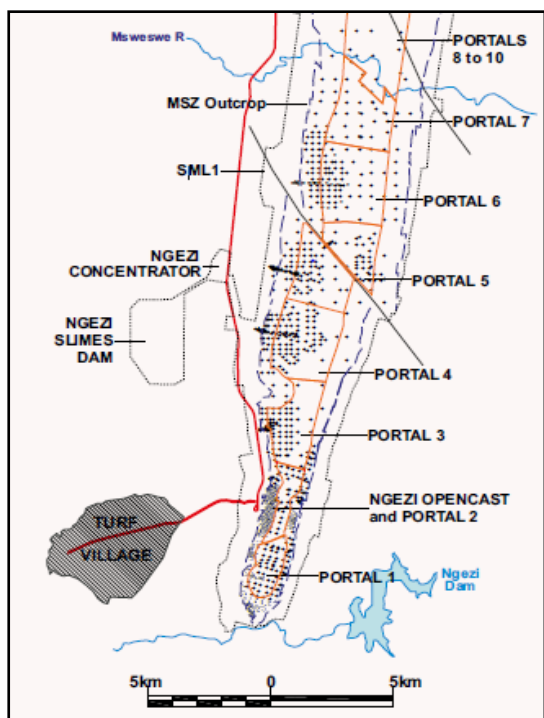 Msweswe R
PORTALS
8 to 10
MSZ Outcrop
PORTAL 7
SML1
PORTAL 6
NGEZI
CONCENTRATOR
PORTAL 5
NGEZI
SLIMES
DAM
PORTAL 4
PORTAL 3
NGEZI OPENCAST
and PORTAL 2
TURF
VILLAGE
PORTAL 1
Ngezi
Dam
5km
0
5km